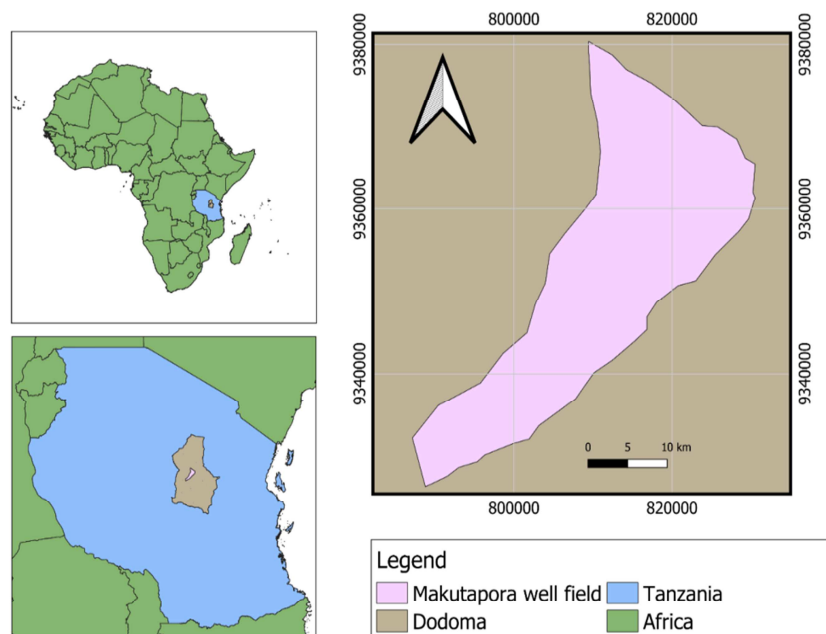 800000 820000
9380000 9380000
9360000 9360000
9340000 9340000
0 5 10 km
800000 820000
Legend
Makutapora well field Tanzania
Dodoma Africa